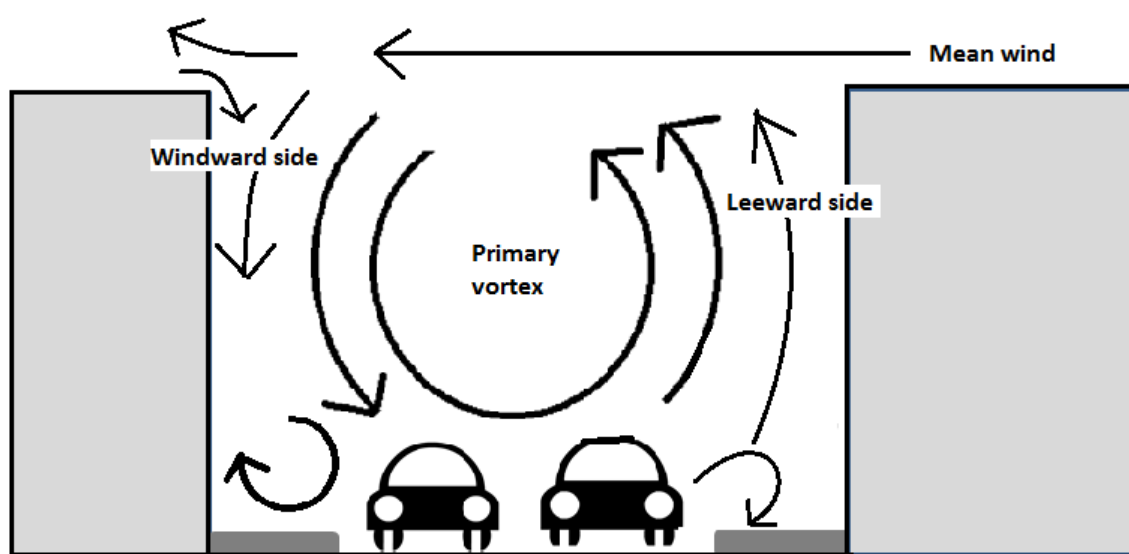 Mean wind
Windward side
Leeward side
Primary
vortex